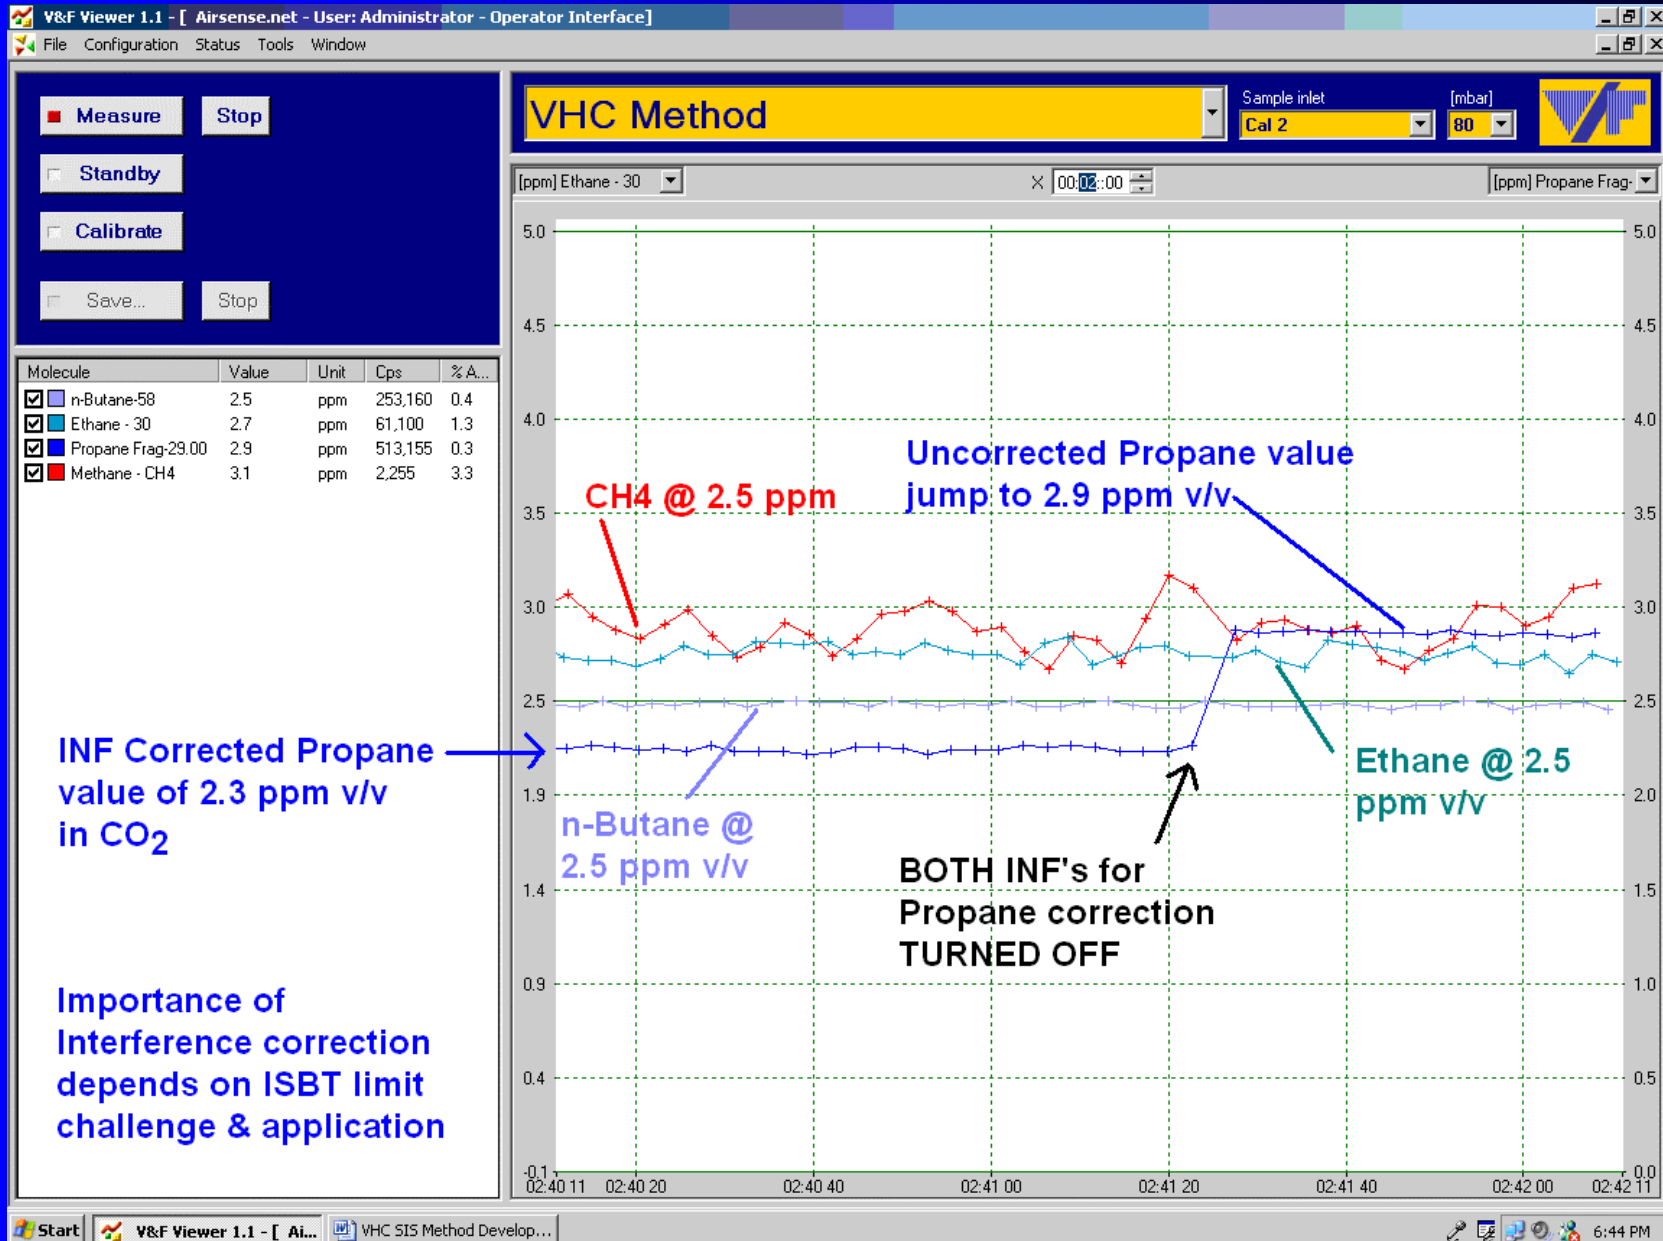 V&F Viewer 1.1 - [ Airsense.net - User: Administrator - Operator Interface]
File Configuration Status Tools Window
Measure Stop
Standby
Calibrate
Save... Stop
VHC Method
Sample inlet [mbar]
Cal 2 80
[ppm] Ethane - 30 X 00:02::00 [ppm] Propane Frag-
Molecule Value Unit Cps % A...
n-Butane-58 2.5 ppm 253,160 0.4
Ethane - 30 2.7 ppm 61,100 1.3
Propane Frag-29.00 2.9 ppm 513,155 0.3
Methane - CH4 3.1 ppm 2,255 3.3
5.0 5.0
4.5 4.5
4.0 4.0
3.5 3.5
3.0 3.0
2.5 2.5
1.9 2.0
1.4 1.5
0.9 1.0
0.4 0.5
-0.1 0.0
02:40 11 02:40 20 02:40 40 02:41 00 02:41 20 02:41 40 02:42 00 02:42 11
CH4 @ 2.5 ppm
Uncorrected Propane value
jump to 2.9 ppm v/v
INF Corrected Propane
value of 2.3 ppm v/v
in CO2
n-Butane @
2.5 ppm v/v
Ethane @ 2.5
ppm v/v
BOTH INF's for
Propane correction
TURNED OFF
Importance of
Interference correction
depends on ISBT limit
challenge & application
Start V&F Viewer 1.1 - [ Ai... VHC SIS Method Develop... 6:44 PM